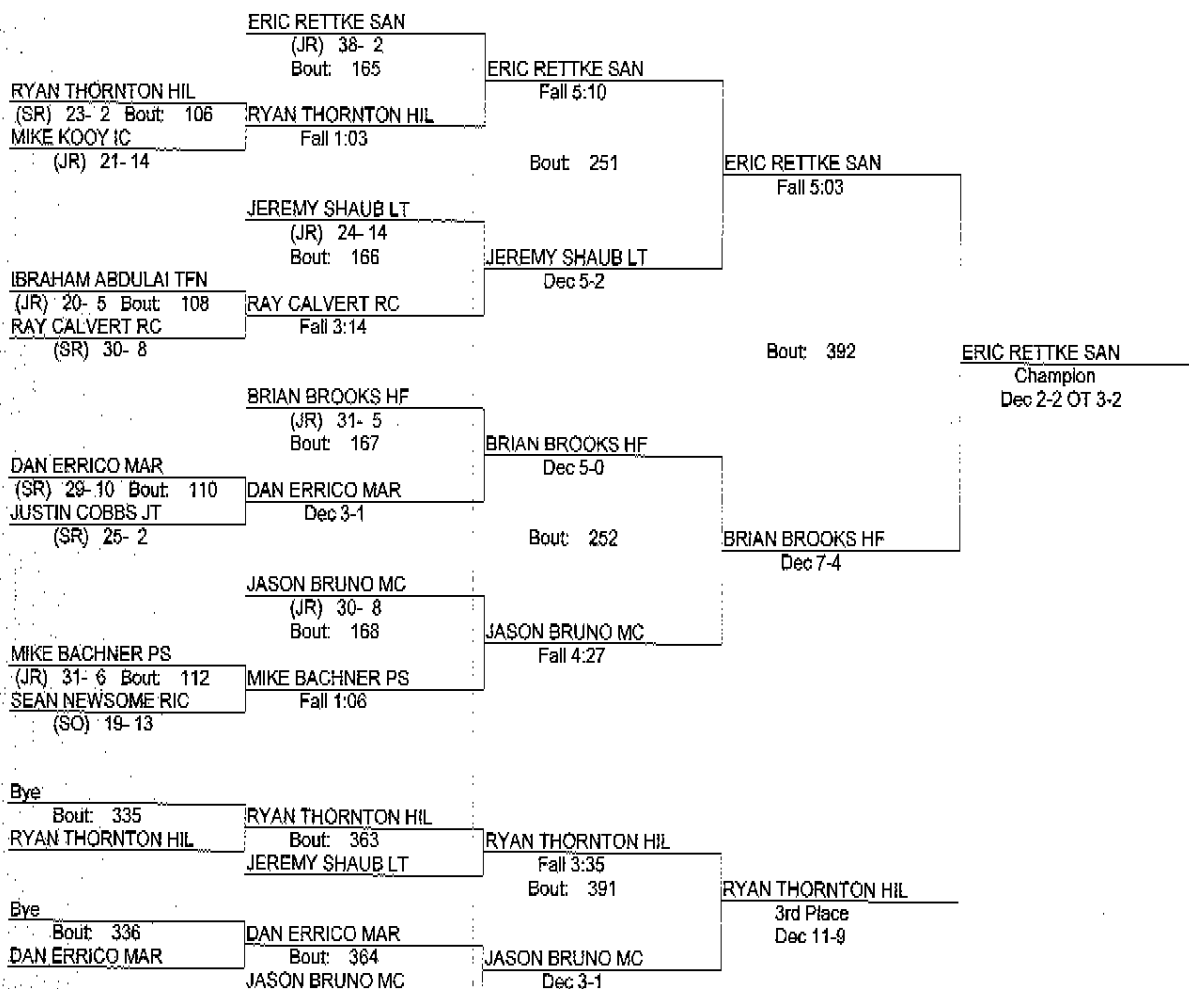 ERIC RETTKE SAN
(JR) 38- 2
Bout: 165
ERIC RETTKE SAN
Fall 5:10
RYAN THORNTON HIL
(SR) 23- 2 Bout: 106
RYAN THORNTON HIL
MIKE KOOY IC
Fall 1:03
(JR) 21- 14
Bout: 251
ERIC RETTKE SAN
Fall 5:03
JEREMY SHAUB LT
(JR) 24- 14
Bout: 166
JEREMY SHAUB LT
Dec 5-2
IBRAHAM ABDULAI TFN
(JR) 20- 5 Bout: 108
RAY CALVERT RC
RAY CALVERT RC
Fall 3:14
(SR) 30- 8
Bout: 392
ERIC RETTKE SAN
Champion
Dec 2-2 OT 3-2
BRIAN BROOKS HF
(JR) 31- 5
Bout: 167
BRIAN BROOKS HF
Dec 5-0
DAN ERRICO MAR
(SR) 29- 10 Bout: 110
DAN ERRICO MAR
JUSTIN COBBS JT
Dec 3-1
(SR) 25- 2
Bout: 252
BRIAN BROOKS HF
Dec 7-4
JASON BRUNO MC
(JR) 30- 8
Bout: 168
JASON BRUNO MC
Fall 4:27
MIKE BACHNER PS
(JR) 31- 6 Bout: 112
MIKE BACHNER PS
SEAN NEWSOME RIC
Fall 1:06
(SO) 19- 13
Bye
Bout: 335
RYAN THORNTON HIL
RYAN THORNTON HIL
Bout: 363
JEREMY SHAUB LT
RYAN THORNTON HIL
Fall 3:35
Bout: 391
RYAN THORNTON HIL
3rd Place
Dec 11-9
Bye
Bout: 336
DAN ERRICO MAR
DAN ERRICO MAR
Bout: 364
JASON BRUNO MC
JASON BRUNO MC
Dec 3-1